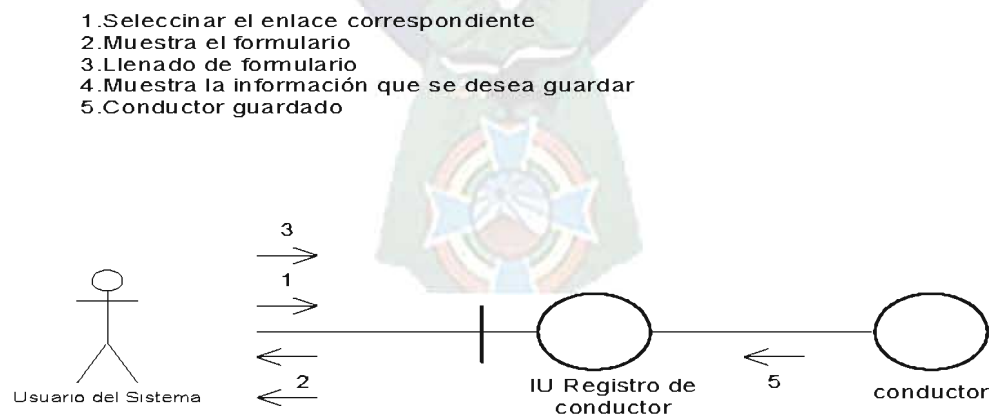 1.Seleccinar el enlace correspondiente
2.Muestra el formulario
3.Llenado de formulario
4.Muestra la información que se desea guardar
5.Conductor guardado
3
1
2
5
Usuario del Sistema
IU Registro de
conductor
conductor